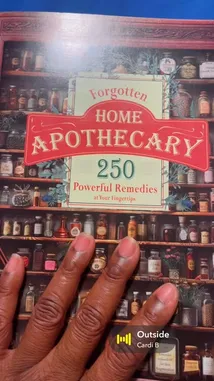 Forgotten
HOME
APOTHECARY
250
Powerful Remedies
at Your Fingertips
Outside
Cardi B